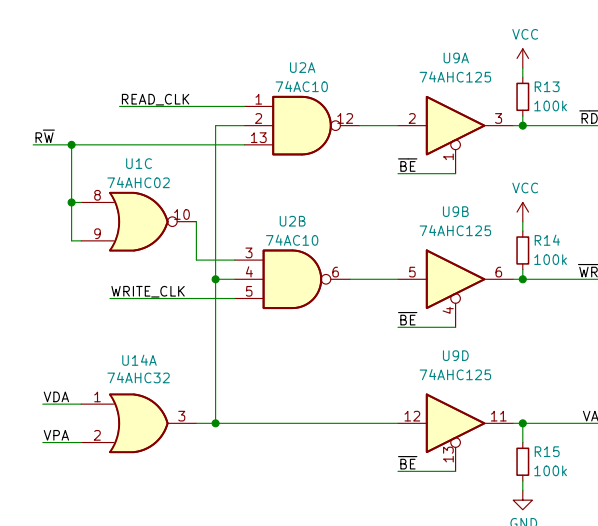 VCC
U9A
74AHC125
U2A
74AC10
R13
100k
READ_CLK
1
2
13
12
2
3
RD
RW
BE
1
U1C
74AHC02
8
9
10
VCC
U9B
74AHC125
U2B
74AC10
R14
100k
3
4
5
6
5
6
WR
WRITE_CLK
BE
4
U14A
74AHC32
U9D
74AHC125
VDA
1
VPA
2
3
12
11
VA
BE
13
R15
100k
GND